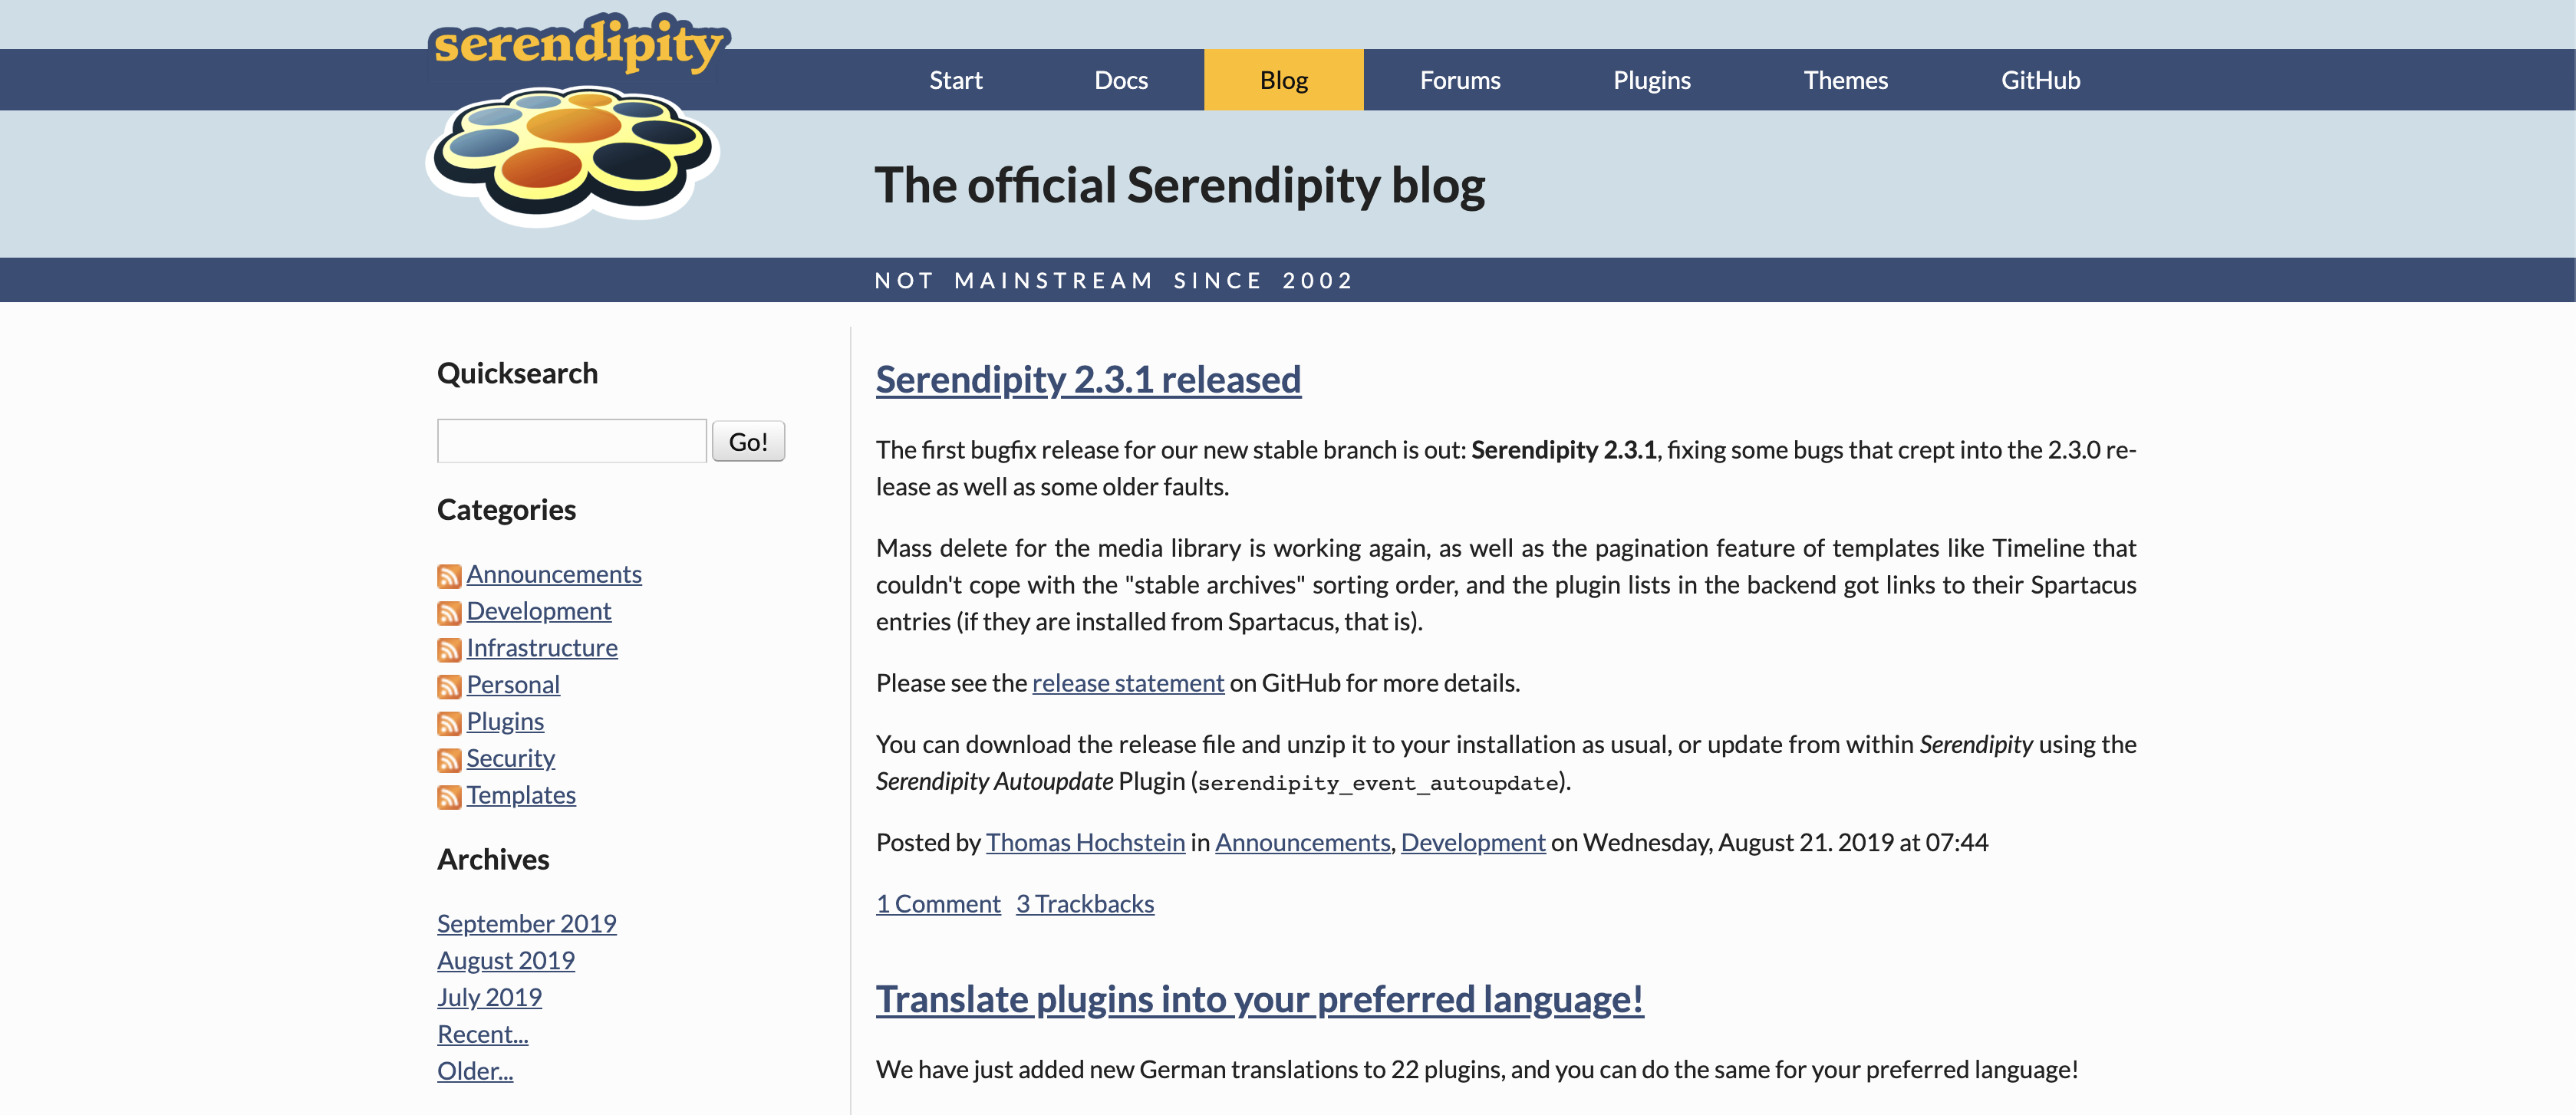 serendipity
Start Docs Blog Forums Plugins Themes GitHub
The official Serendipity blog
NOT MAINSTREAM SINCE 2002
Quicksearch
Go!
Categories
Announcements
Development
Infrastructure
Personal
Plugins
Security
Templates
Archives
September 2019
August 2019
July 2019
Recent...
Older...
Serendipity 2.3.1 released
The first bugfix release for our new stable branch is out: Serendipity 2.3.1, fixing some bugs that crept into the 2.3.0 re-
lease as well as some older faults.
Mass delete for the media library is working again, as well as the pagination feature of templates like Timeline that
couldn't cope with the "stable archives" sorting order, and the plugin lists in the backend got links to their Spartacus
entries (if they are installed from Spartacus, that is).
Please see the release statement on GitHub for more details.
You can download the release file and unzip it to your installation as usual, or update from within Serendipity using the
Serendipity Autoupdate Plugin (serendipity_event_autoupdate).
Posted by Thomas Hochstein in Announcements, Development on Wednesday, August 21. 2019 at 07:44
1 Comment 3 Trackbacks
Translate plugins into your preferred language!
We have just added new German translations to 22 plugins, and you can do the same for your preferred language!